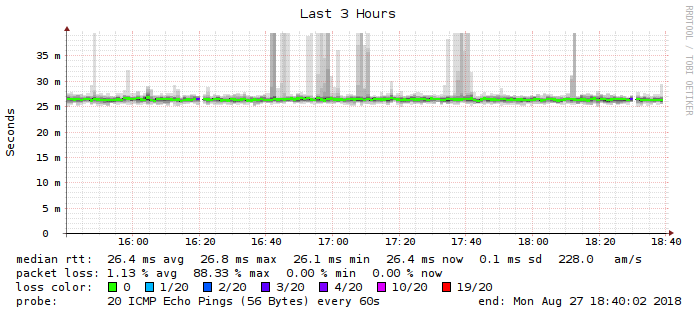 Last 3 Hours
RRDTOOL / TOBI OETIKER
Seconds
35 m
30 m
25 m
20 m
15 m
10 m
5 m
0
16:00 16:20 16:40 17:00 17:20 17:40 18:00 18:20 18:40
median rtt: 26.4 ms avg 26.8 ms max 26.1 ms min 26.4 ms now 0.1 ms sd 228.0 am/s
packet loss: 1.13 % avg 88.33 % max 0.00 % min 0.00 % now
loss color: 0 1/20 2/20 3/20 4/20 10/20 19/20
probe: 20 ICMP Echo Pings (56 Bytes) every 60s end: Mon Aug 27 18:40:02 2018